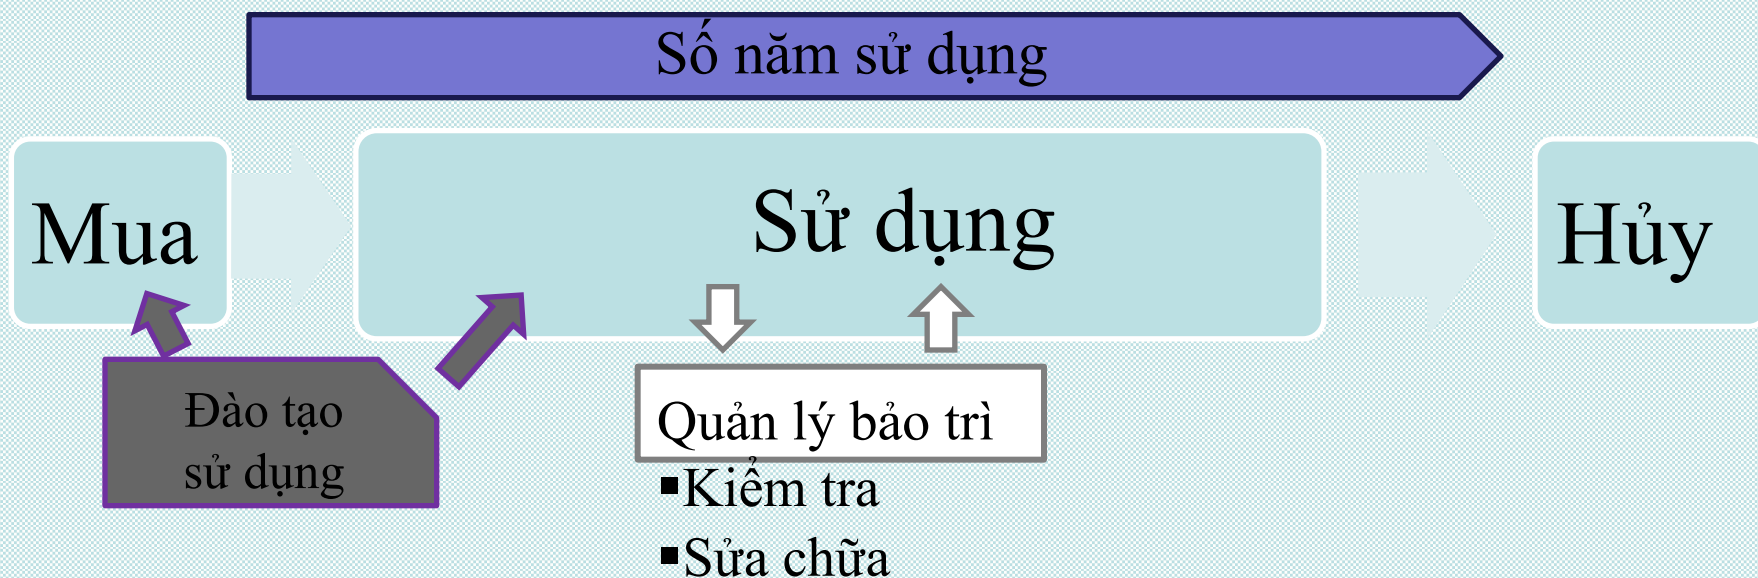 Số năm sử dụng
Mua
Sử dụng
Hủy
Đào tạo
sử dụng
Quản lý bảo trì
▪Kiểm tra
▪Sửa chữa